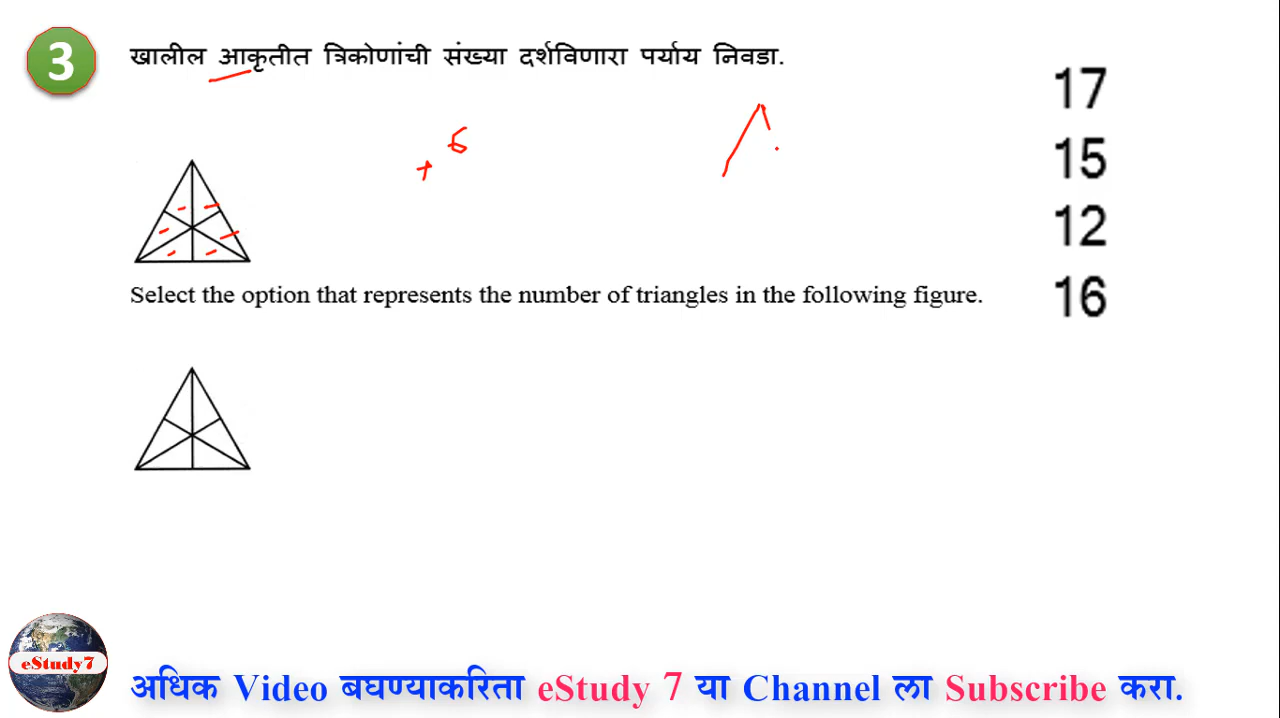 3
खालील आकृतीत त्रिकोणांची संख्या दर्शविणारा पर्याय निवडा.
+ 6
Select the option that represents the number of triangles in the following figure.
17
15
12
16
eStudy7
अधिक Video बघण्याकरिता eStudy 7 या Channel ला Subscribe करा.